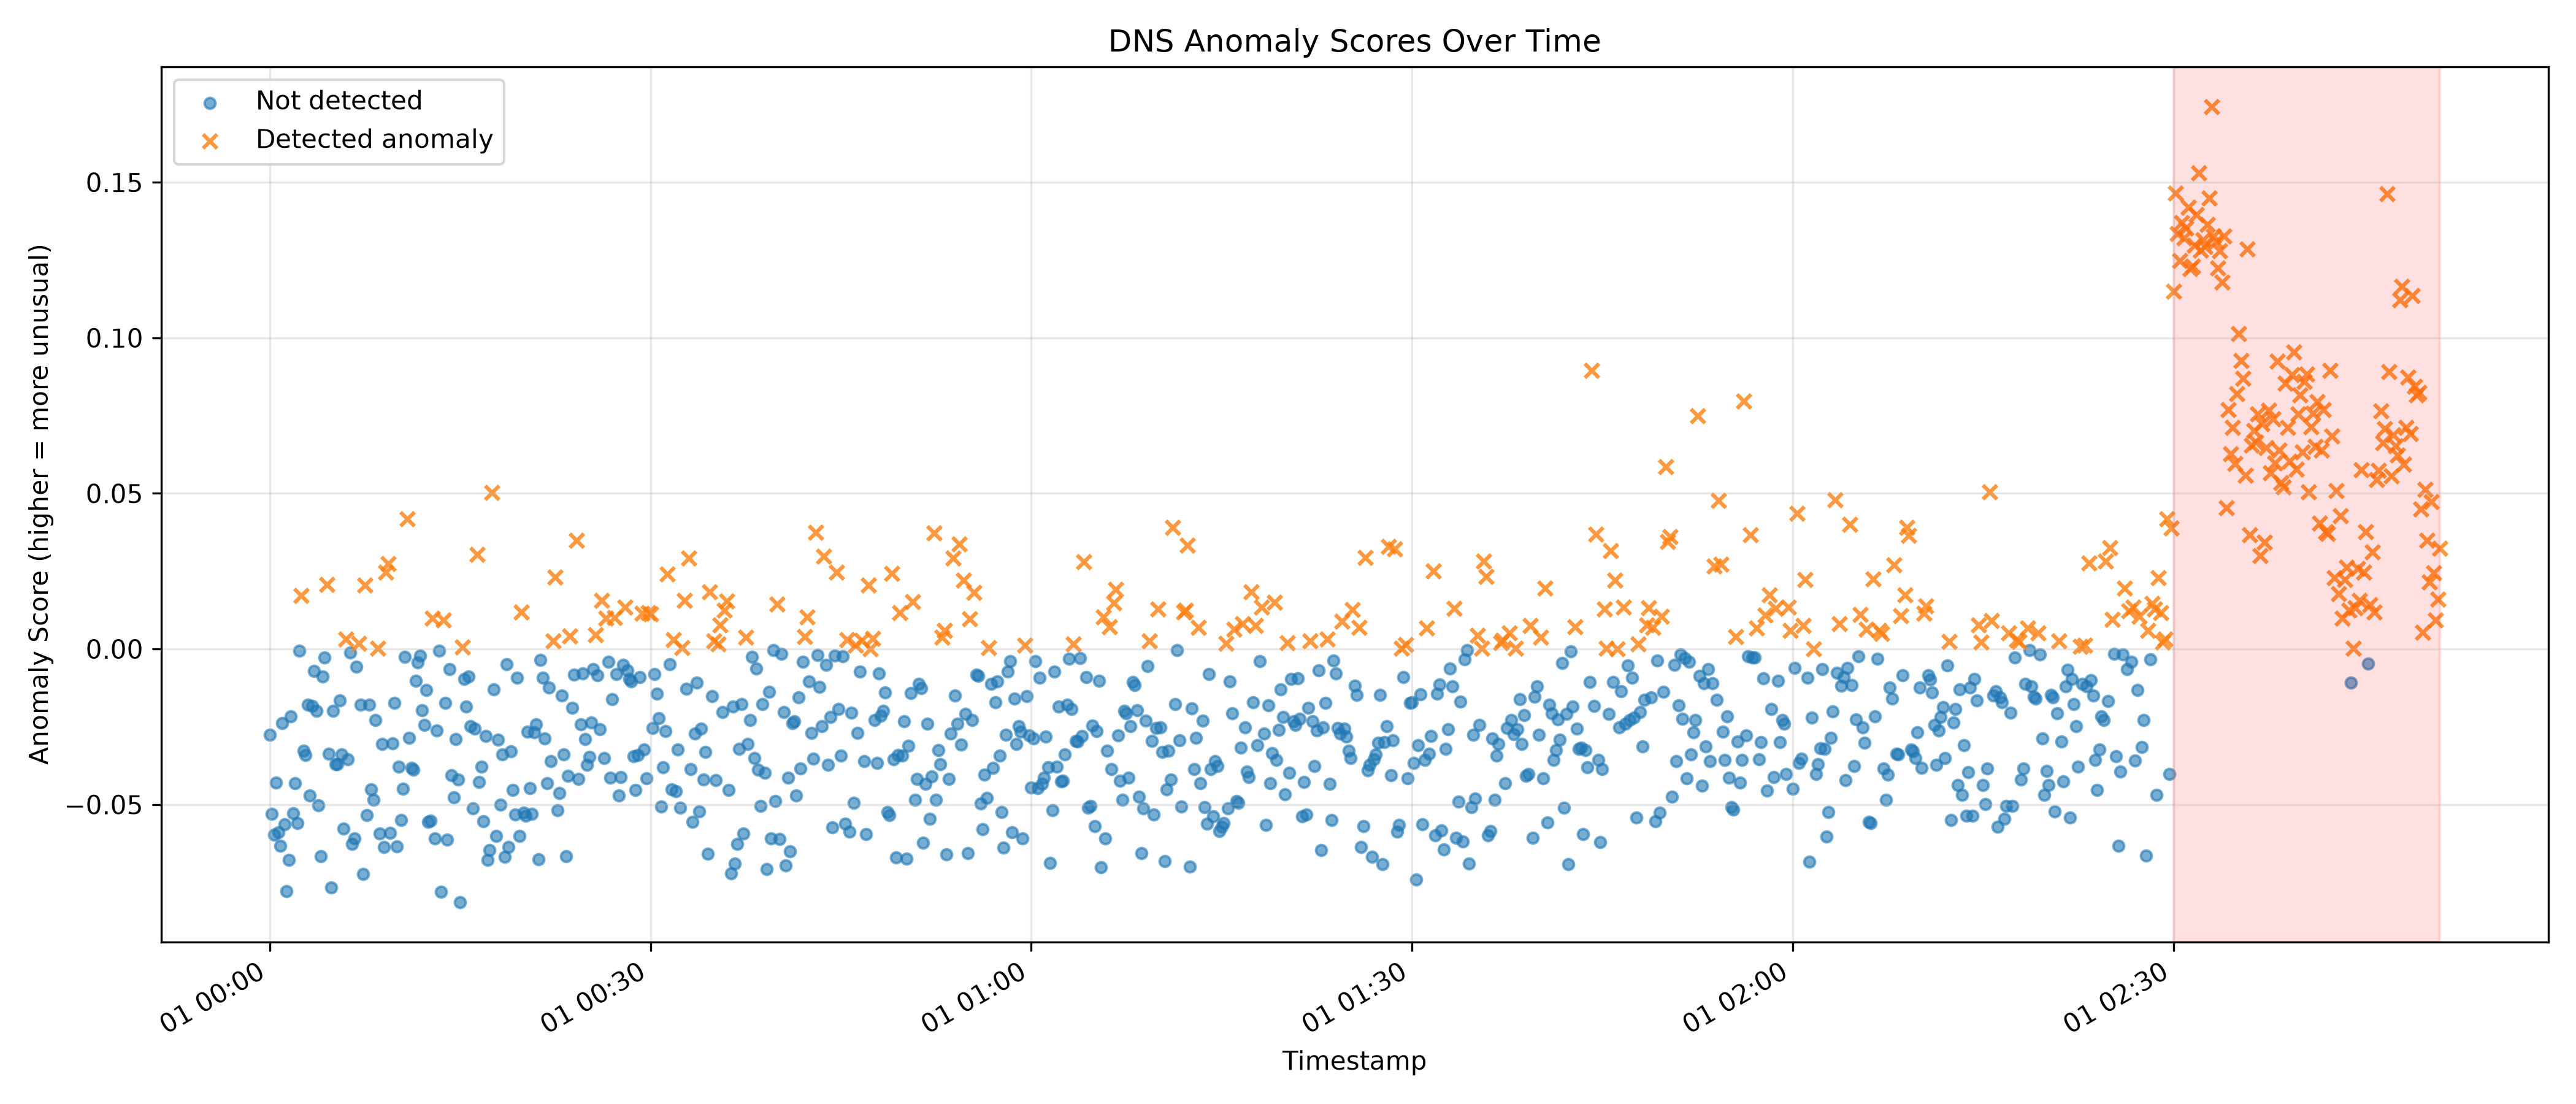 DNS Anomaly Scores Over Time
Not detected
Detected anomaly
Anomaly Score (higher = more unusual)
0.15
0.10
0.05
0.00
−0.05
01 00:00
01 00:30
01 01:00
01 01:30
01 02:00
01 02:30
Timestamp